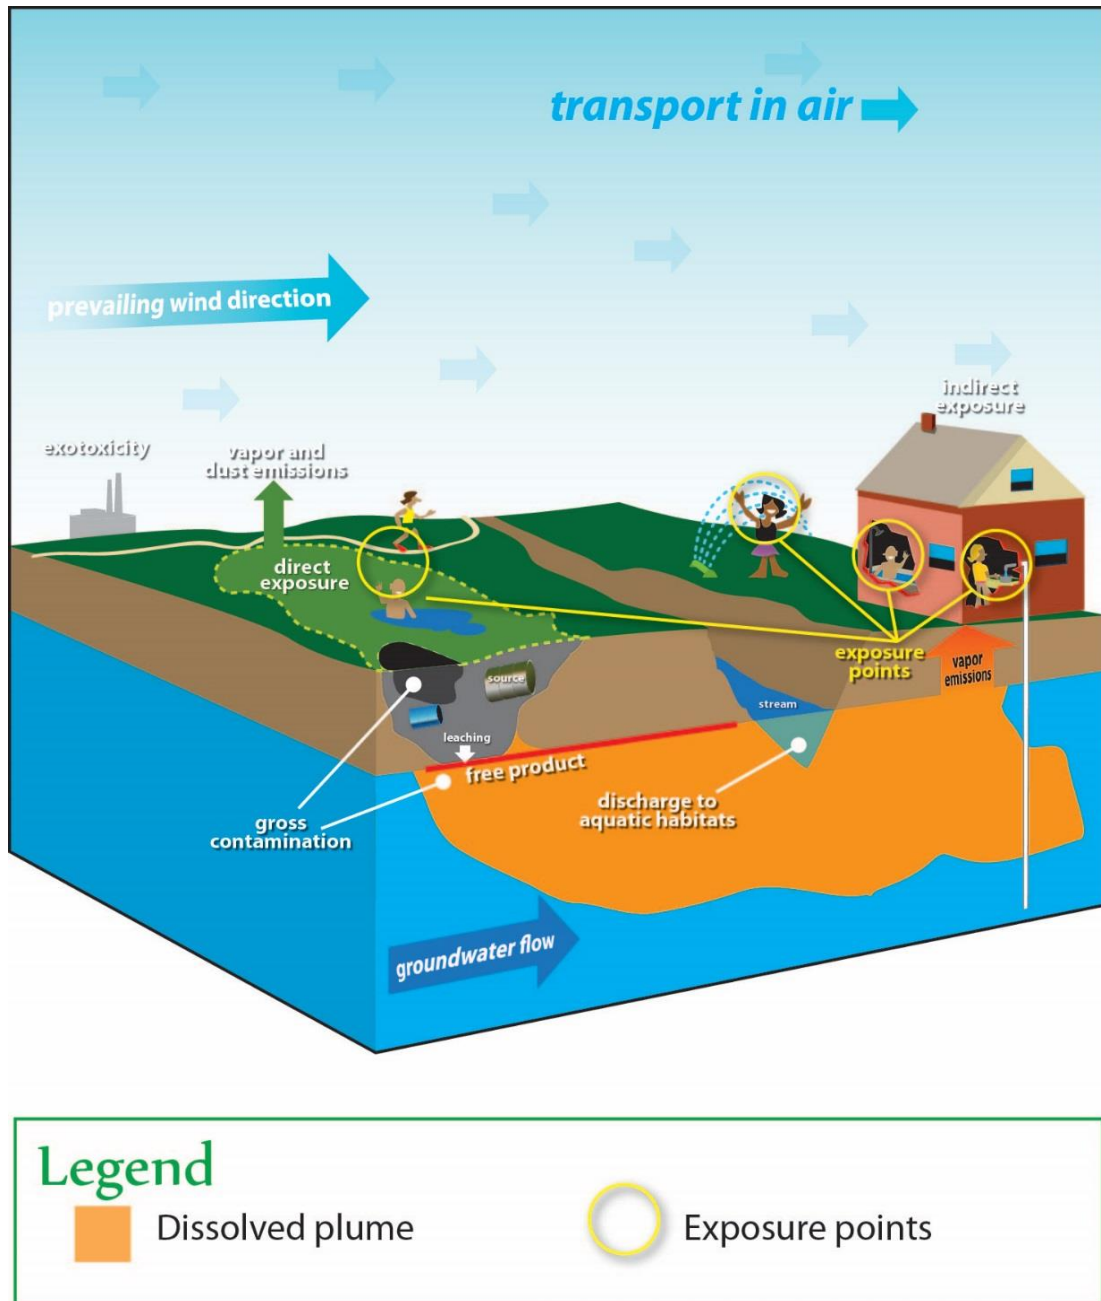 transport in air
prevailing wind direction
indirect
exposure
exotoxicity
vapor and
dust emissions
direct
exposure
exposure
points
vapor
emissions
source
stream
leaching
free product
gross
contamination
discharge to
aquatic habitats
groundwater flow
Legend
Dissolved plume
Exposure points